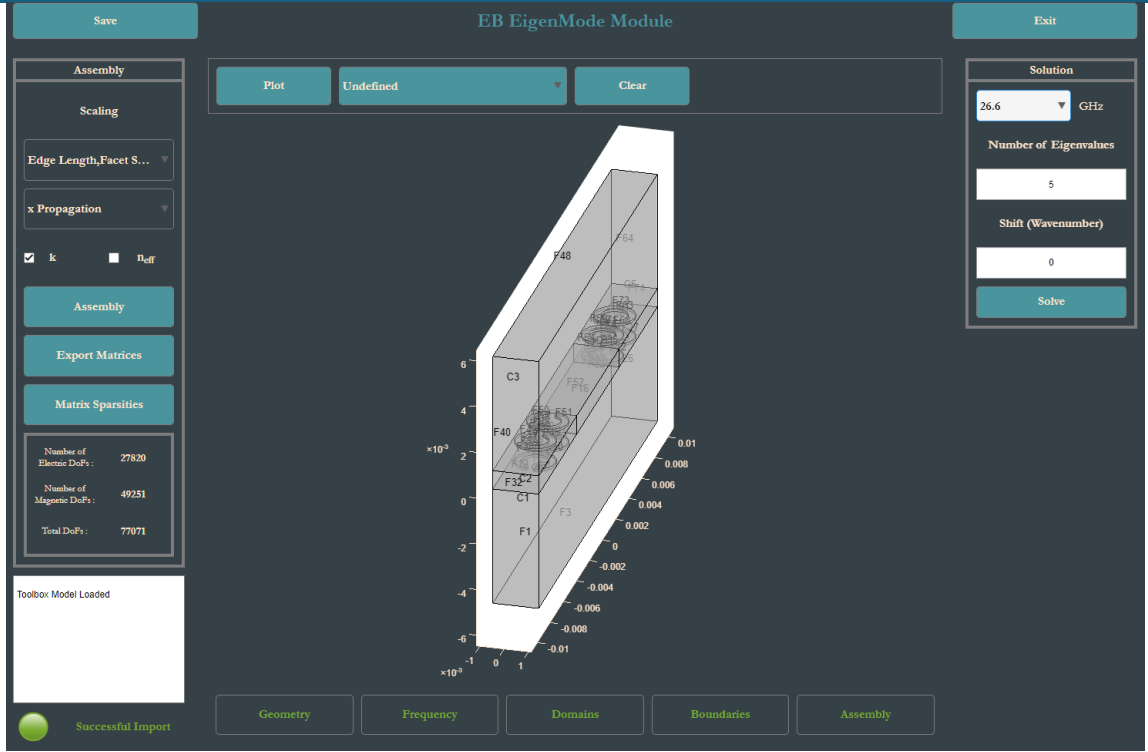 Save
EB EigenMode Module
Exit
Assembly
Scaling
Edge Length,Facet S...
x Propagation
k
neff
Assembly
Export Matrices
Matrix Sparsities
Number of
Electric DoFs :
27820
Number of
Magnetic DoFs :
49251
Total DoFs :
77071
Toolbox Model Loaded
Successful Import
Plot
Undefined
Clear
F64
F48
F73
C3
F52
F16
F51
F40
C2
F32
C1
F3
F1
6
4
×10⁻³
2
0
-2
-4
-6
0.01
0.008
0.006
0.004
0.002
0
-0.002
-0.004
-0.006
-0.008
-0.01
×10⁻³
-1
0
1
Geometry
Frequency
Domains
Boundaries
Assembly
Solution
26.6
GHz
Number of Eigenvalues
5
Shift (Wavenumber)
0
Solve